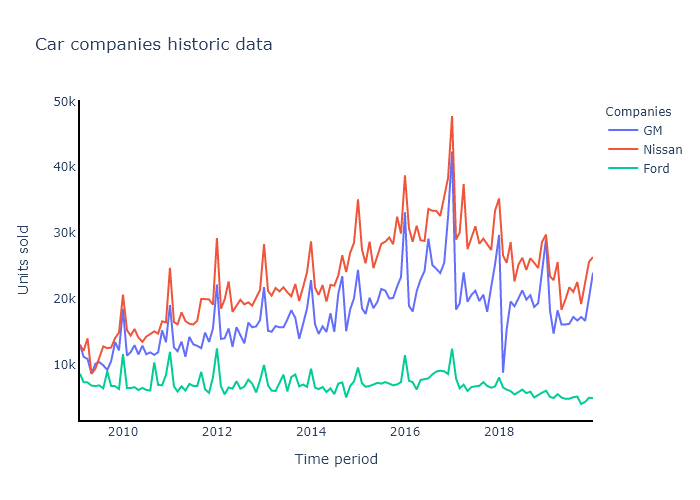 Car companies historic data
Companies
GM
Nissan
Ford
50k
40k
30k
20k
10k
Units sold
2010 2012 2014 2016 2018
Time period